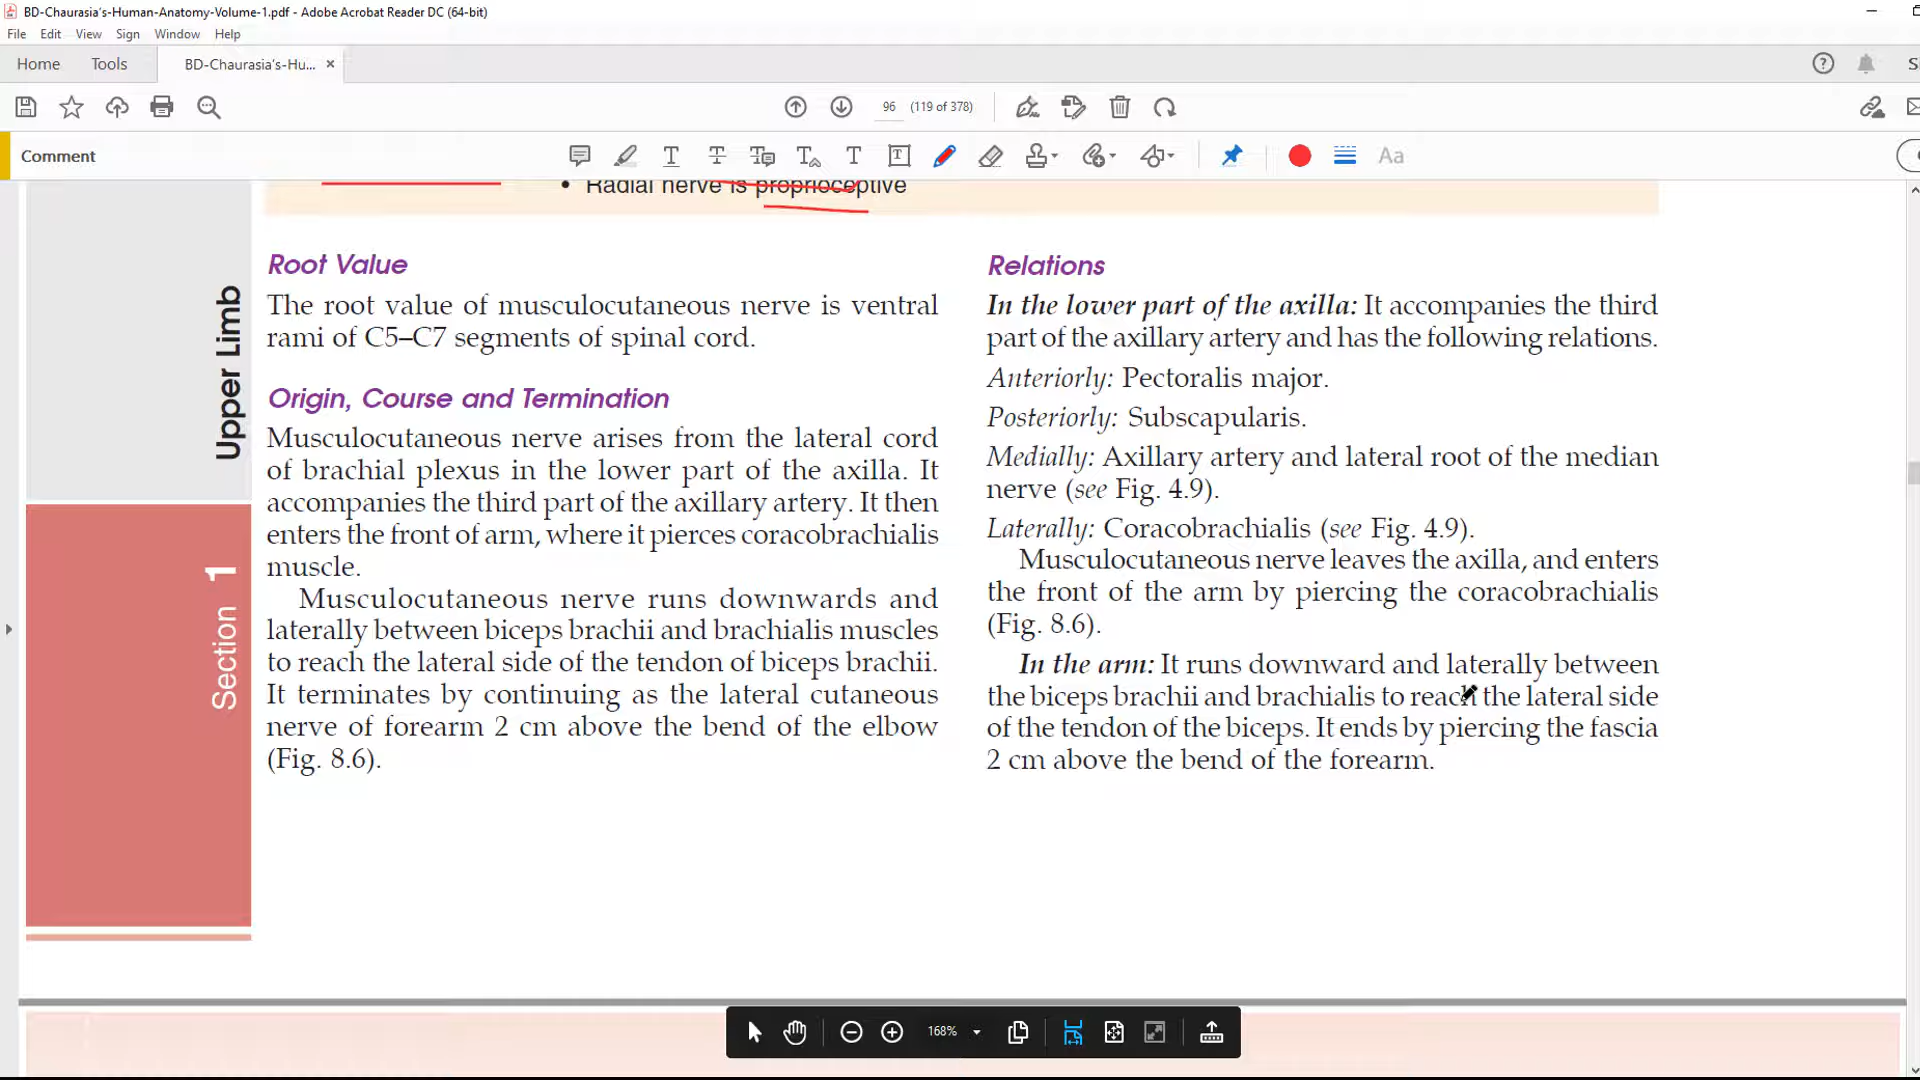 BD-Chaurasia's-Human-Anatomy-Volume-1.pdf - Adobe Acrobat Reader DC (64-bit)
File Edit View Sign Window Help
Home Tools BD-Chaurasia's-Hu... ×
96 (119 of 378)
Comment
• Radial nerve is proprioceptive
Upper Limb
Section 1
Root Value
The root value of musculocutaneous nerve is ventral
rami of C5–C7 segments of spinal cord.
Origin, Course and Termination
Musculocutaneous nerve arises from the lateral cord
of brachial plexus in the lower part of the axilla. It
accompanies the third part of the axillary artery. It then
enters the front of arm, where it pierces coracobrachialis
muscle.
Musculocutaneous nerve runs downwards and
laterally between biceps brachii and brachialis muscles
to reach the lateral side of the tendon of biceps brachii.
It terminates by continuing as the lateral cutaneous
nerve of forearm 2 cm above the bend of the elbow
(Fig. 8.6).
Relations
In the lower part of the axilla: It accompanies the third
part of the axillary artery and has the following relations.
Anteriorly: Pectoralis major.
Posteriorly: Subscapularis.
Medially: Axillary artery and lateral root of the median
nerve (see Fig. 4.9).
Laterally: Coracobrachialis (see Fig. 4.9).
Musculocutaneous nerve leaves the axilla, and enters
the front of the arm by piercing the coracobrachialis
(Fig. 8.6).
In the arm: It runs downward and laterally between
the biceps brachii and brachialis to reach the lateral side
of the tendon of the biceps. It ends by piercing the fascia
2 cm above the bend of the forearm.
168%